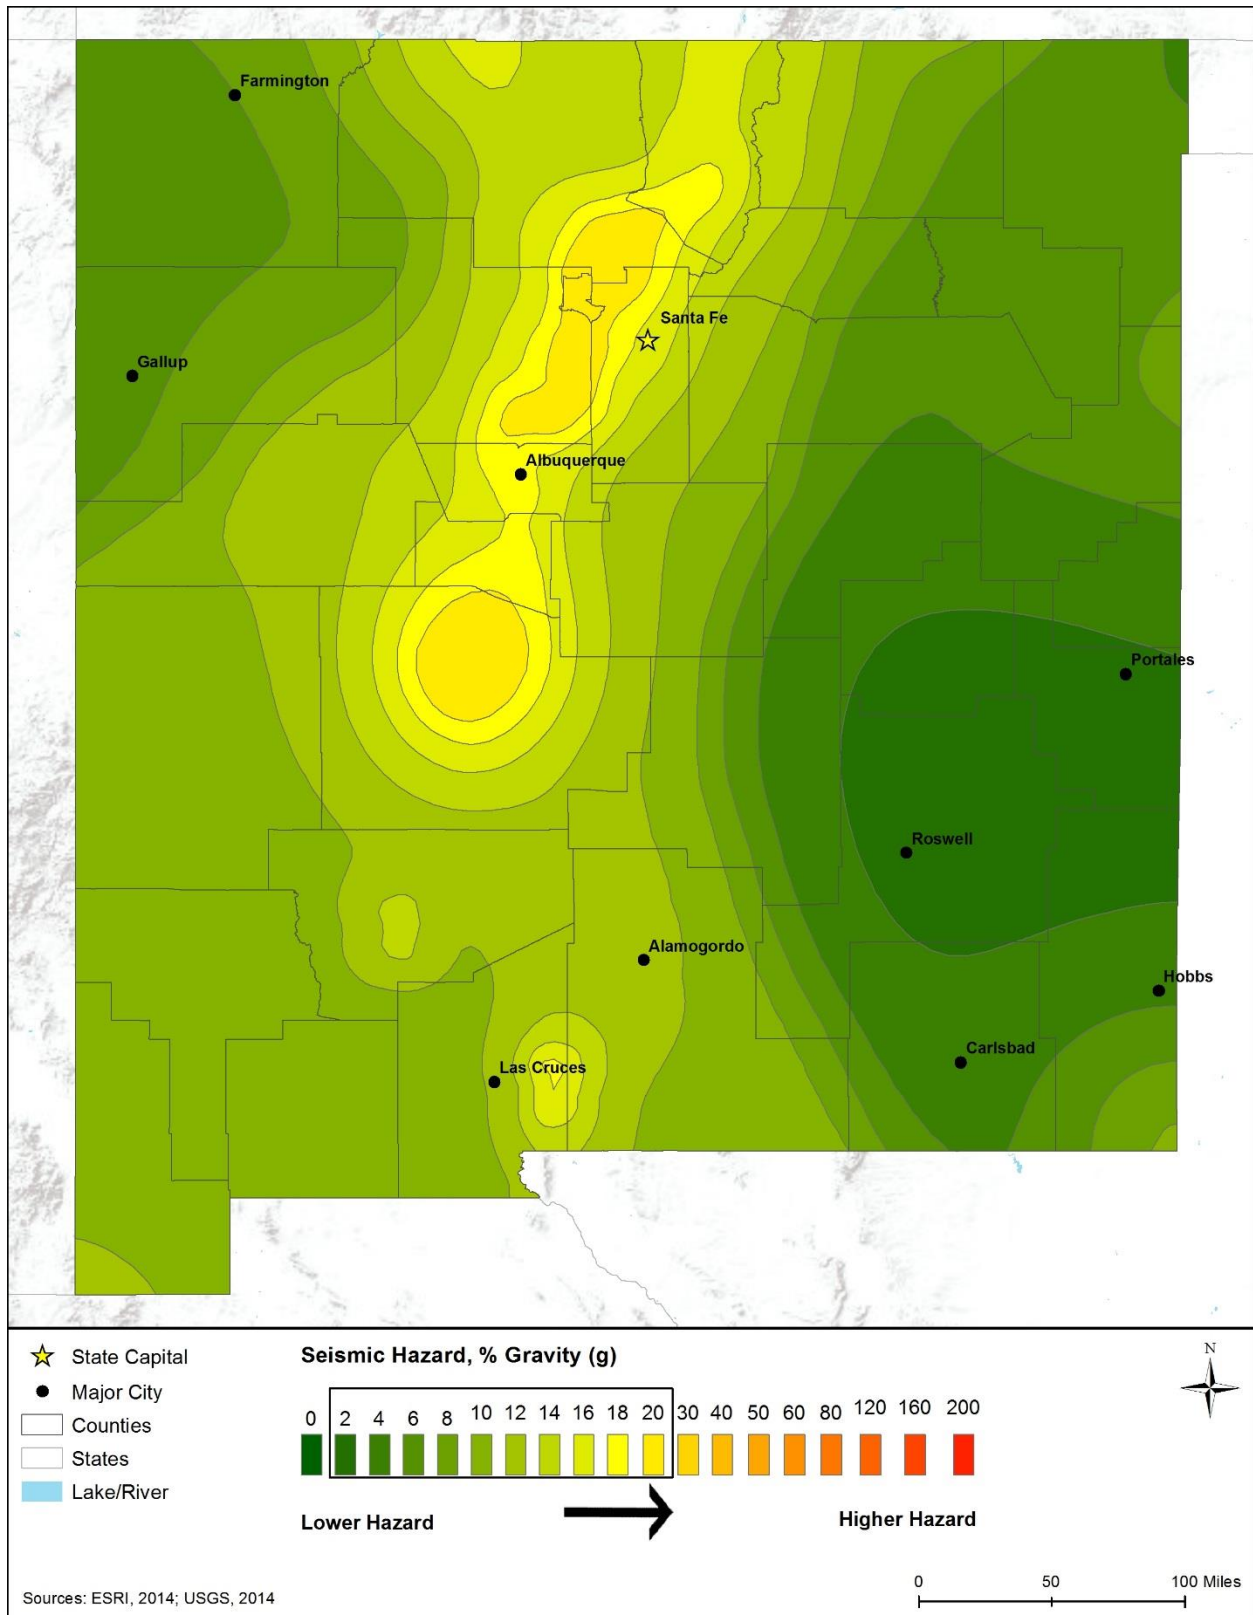 Farmington
Santa Fe
Gallup
Albuquerque
Portales
Roswell
Alamogordo
Hobbs
Carlsbad
Las Cruces
State Capital
Major City
Counties
States
Lake/River
Seismic Hazard, % Gravity (g)
0 2 4 6 8 10 12 14 16 18 20 30 40 50 60 80 120 160 200
Lower Hazard
Higher Hazard
N
0 50 100 Miles
Sources: ESRI, 2014; USGS, 2014